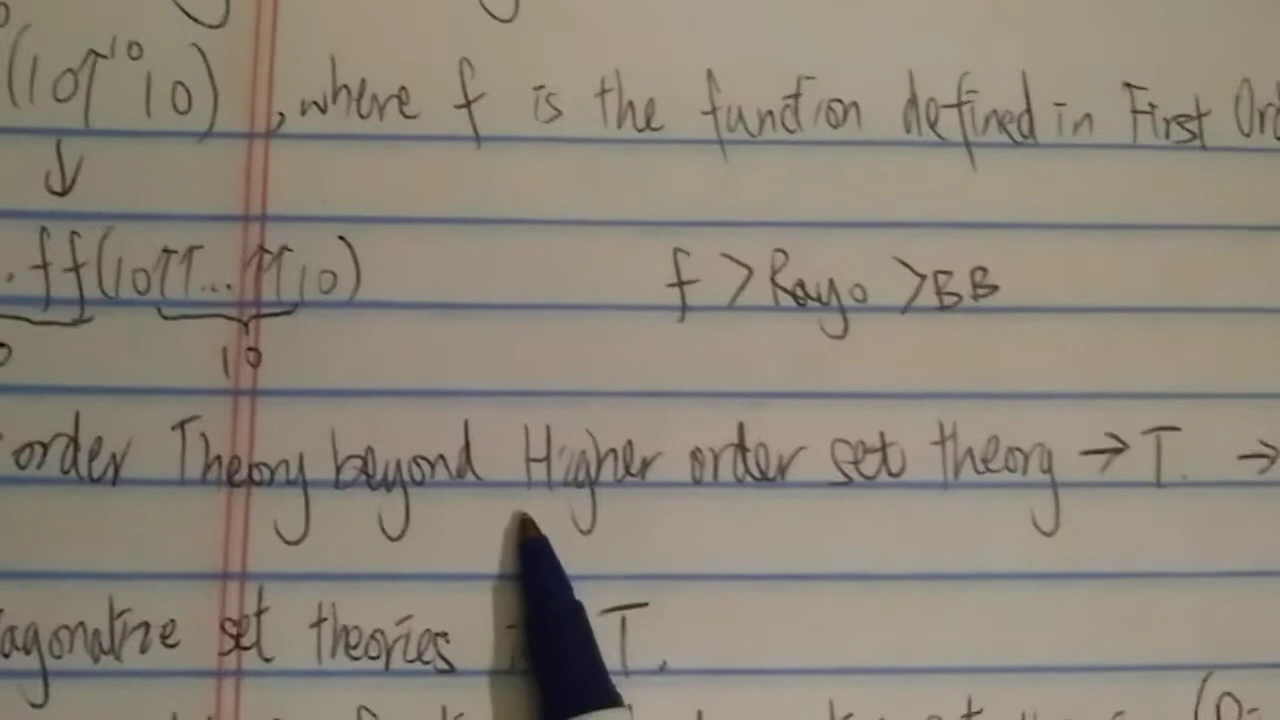 (10↑¹⁰10), where f is the function defined in First Or
↓
.ff(10↑↑...↑↑10) f > Rayo > BB
10
order Theory beyond Higher order set theory → T. →
agonalize set theories T.